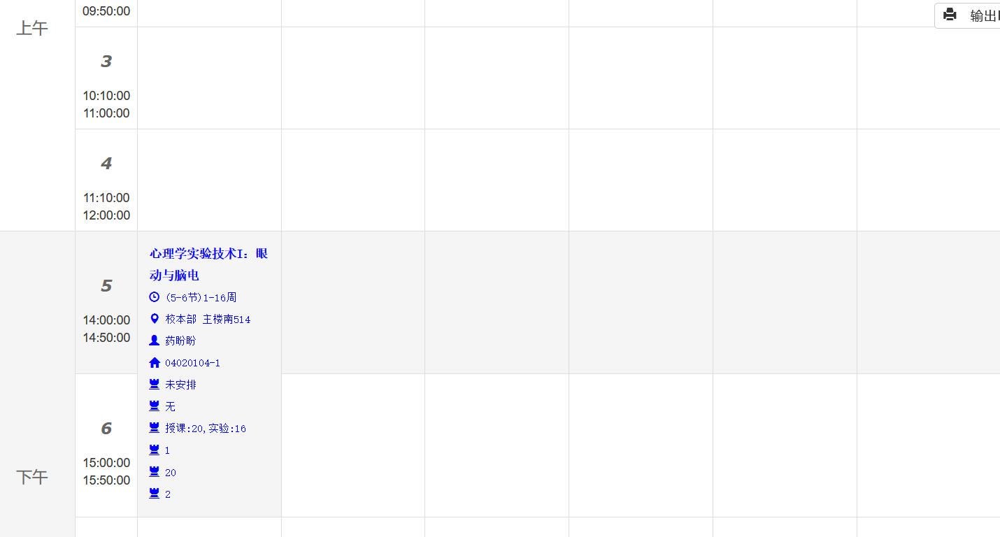 09:50:00
上午
输出
3
10:10:00
11:00:00
4
11:10:00
12:00:00
5
14:00:00
14:50:00
心理学实验技术I：眼
动与脑电
(5-6节)1-16周
校本部 主楼南514
药盼盼
04020104-1
未安排
无
授课:20,实验:16
1
20
2
6
15:00:00
15:50:00
下午